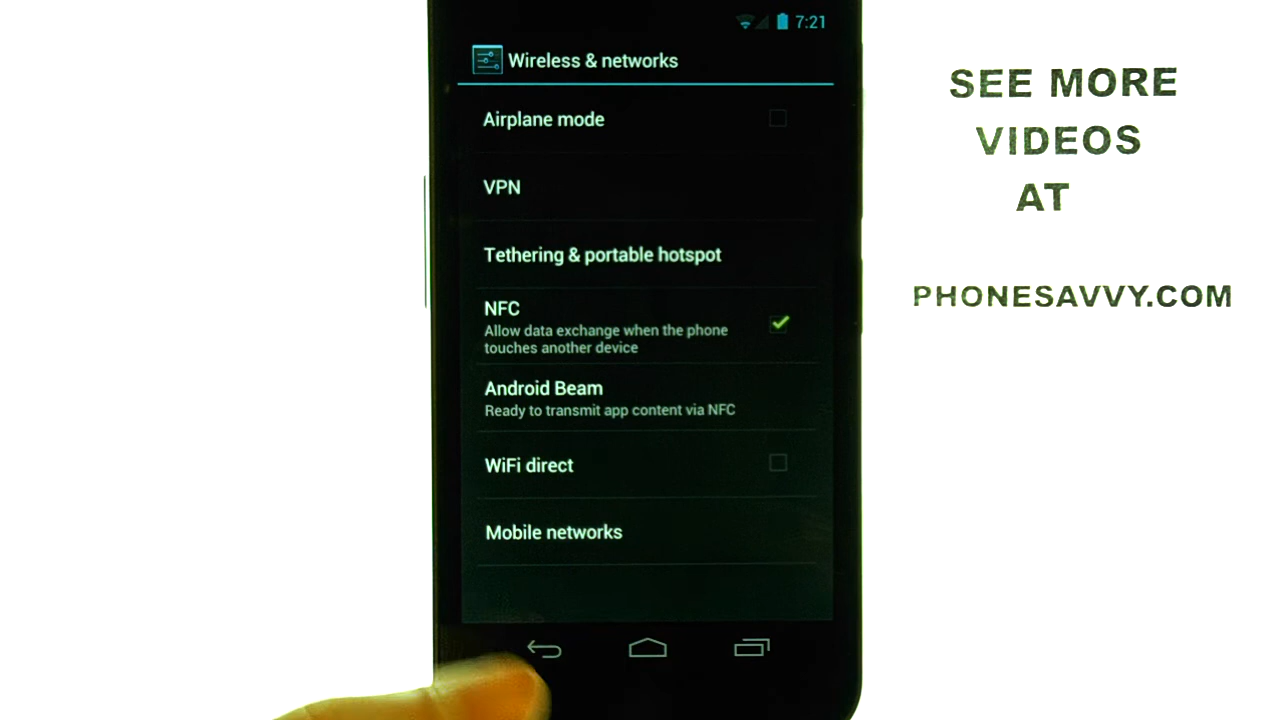 7:21
Wireless & networks
Airplane mode
VPN
Tethering & portable hotspot
NFC
Allow data exchange when the phone
touches another device
Android Beam
Ready to transmit app content via NFC
WiFi direct
Mobile networks
SEE MORE
VIDEOS
AT
PHONESAVVY.COM